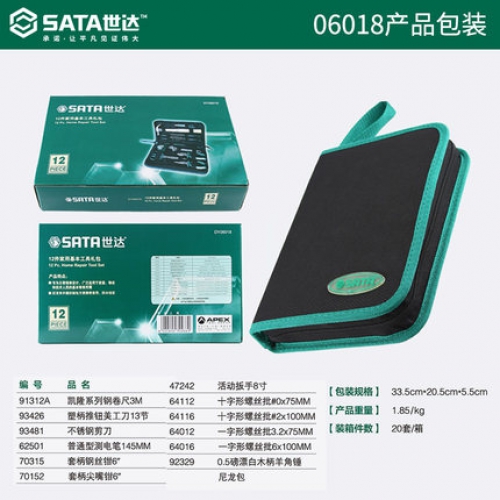 SATA世达
承诺·让平凡见证伟大
06018产品包装
SATA世达
12件家用基本工具礼包
12 Pc. Home Repair Tool Set
12
PIECE
SATA世达
DY06018
12件家用基本工具礼包
12 Pc. Home Repair Tool Set
产品特点:
12
PIECE
APEX
SATA
47242 活动扳手8寸
91312A 凯隆系列钢卷尺3M 64112 十字形螺丝批#0x75MM
93426 塑柄推钮美工刀13节 64116 十字形螺丝批#2x100MM
93481 不锈钢剪刀 64012 一字形螺丝批3.2x75MM
62501 普通型测电笔145MM 64016 一字形螺丝批6x100MM
70315 套柄钢丝钳6″ 92329 0.5磅漂白木柄羊角锤
70152 套柄尖嘴钳6″ 尼龙包
【包装规格】 33.5cm*20.5cm*5.5cm
【产品重量】 1.85/kg
【装箱件数】 20套/箱